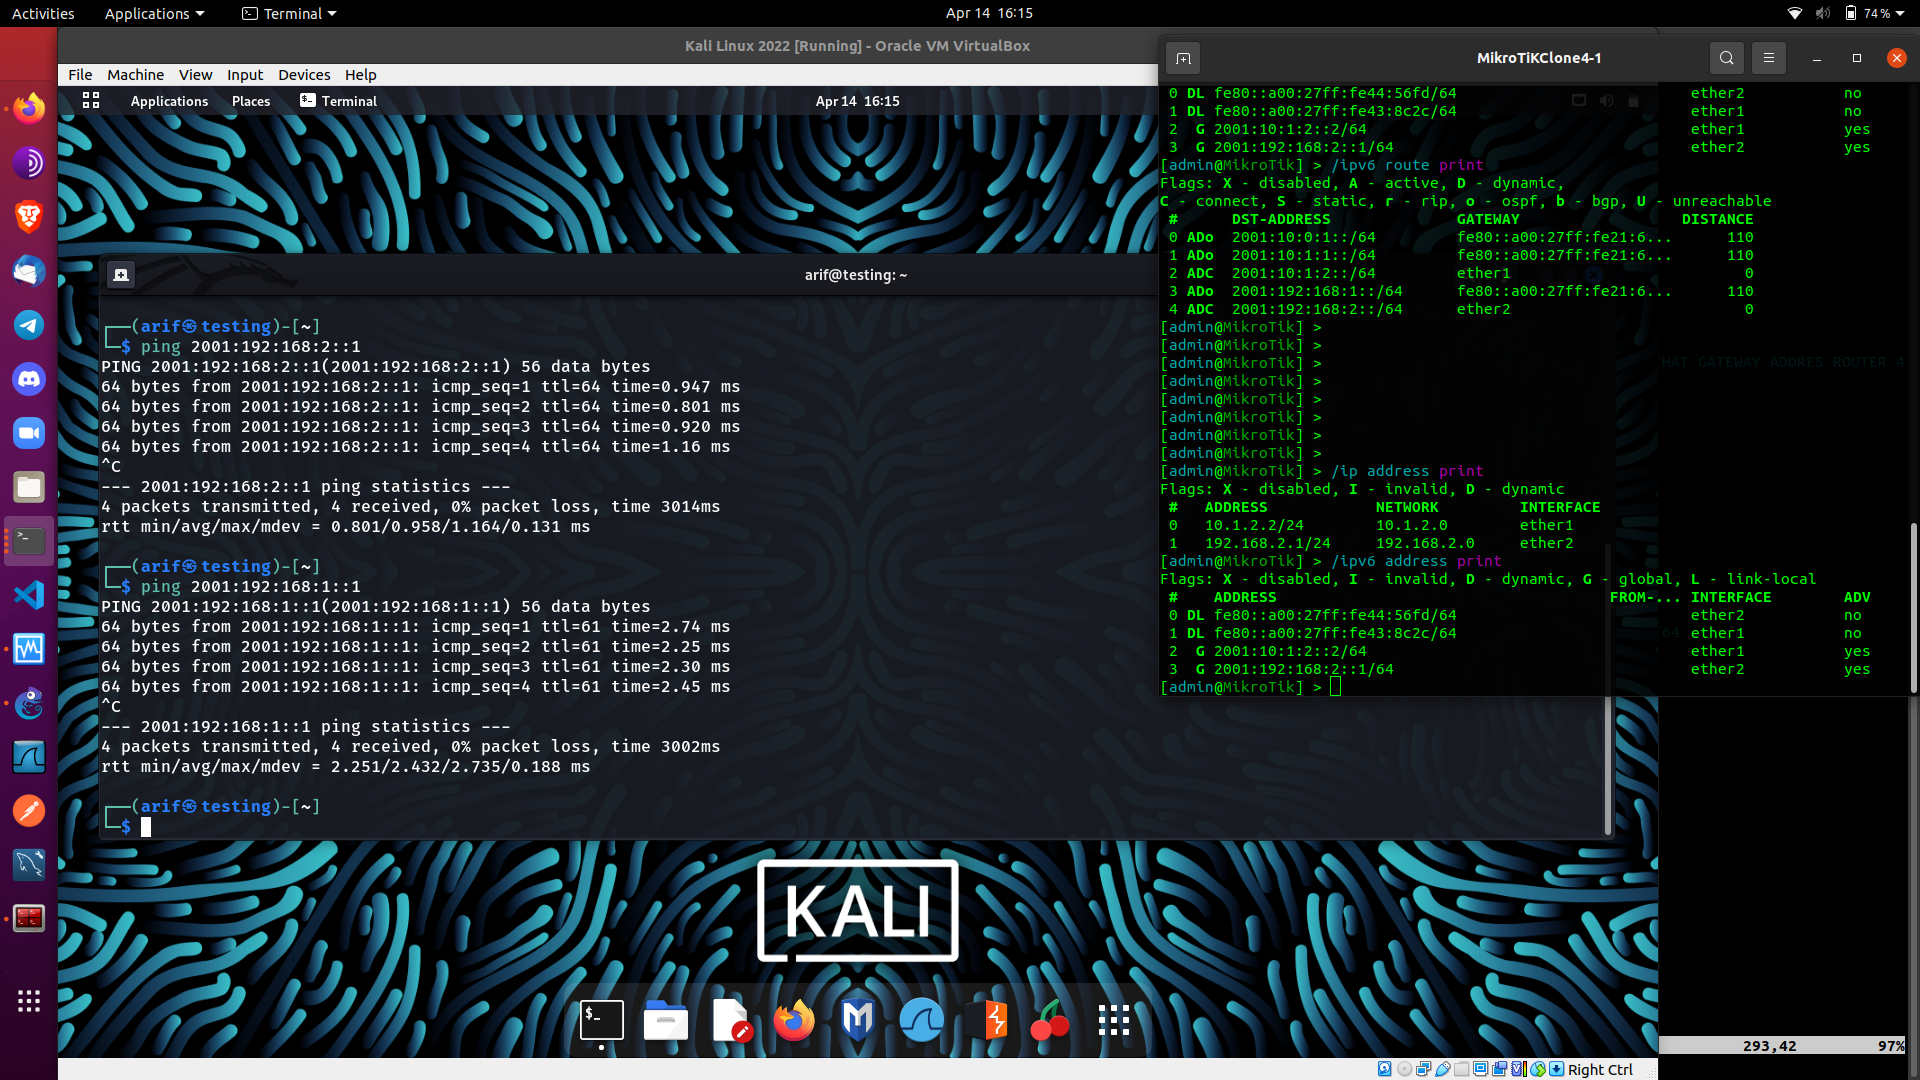 Activities Applications Terminal Apr 14 16:15 74%
Kali Linux 2022 [Running] - Oracle VM VirtualBox
File Machine View Input Devices Help
Applications Places Terminal Apr 14 16:15
arif@testing: ~
┌──(arif㉿testing)-[~]
└─$ ping 2001:192:168:2::1
PING 2001:192:168:2::1(2001:192:168:2::1) 56 data bytes
64 bytes from 2001:192:168:2::1: icmp_seq=1 ttl=64 time=0.947 ms
64 bytes from 2001:192:168:2::1: icmp_seq=2 ttl=64 time=0.801 ms
64 bytes from 2001:192:168:2::1: icmp_seq=3 ttl=64 time=0.920 ms
64 bytes from 2001:192:168:2::1: icmp_seq=4 ttl=64 time=1.16 ms
^C
--- 2001:192:168:2::1 ping statistics ---
4 packets transmitted, 4 received, 0% packet loss, time 3014ms
rtt min/avg/max/mdev = 0.801/0.958/1.164/0.131 ms
┌──(arif㉿testing)-[~]
└─$ ping 2001:192:168:1::1
PING 2001:192:168:1::1(2001:192:168:1::1) 56 data bytes
64 bytes from 2001:192:168:1::1: icmp_seq=1 ttl=61 time=2.74 ms
64 bytes from 2001:192:168:1::1: icmp_seq=2 ttl=61 time=2.25 ms
64 bytes from 2001:192:168:1::1: icmp_seq=3 ttl=61 time=2.30 ms
64 bytes from 2001:192:168:1::1: icmp_seq=4 ttl=61 time=2.45 ms
^C
--- 2001:192:168:1::1 ping statistics ---
4 packets transmitted, 4 received, 0% packet loss, time 3002ms
rtt min/avg/max/mdev = 2.251/2.432/2.735/0.188 ms
┌──(arif㉿testing)-[~]
└─$
KALI
MikroTiKClone4-1
0 DL fe80::a00:27ff:fe44:56fd/64 ether2 no
1 DL fe80::a00:27ff:fe43:8c2c/64 ether1 no
2 G 2001:10:1:2::2/64 ether1 yes
3 G 2001:192:168:2::1/64 ether2 yes
[admin@MikroTik] > /ipv6 route print
Flags: X - disabled, A - active, D - dynamic,
C - connect, S - static, r - rip, o - ospf, b - bgp, U - unreachable
# DST-ADDRESS GATEWAY DISTANCE
0 ADo 2001:10:0:1::/64 fe80::a00:27ff:fe21:6... 110
1 ADo 2001:10:1:1::/64 fe80::a00:27ff:fe21:6... 110
2 ADC 2001:10:1:2::/64 ether1 0
3 ADo 2001:192:168:1::/64 fe80::a00:27ff:fe21:6... 110
4 ADC 2001:192:168:2::/64 ether2 0
[admin@MikroTik] >
[admin@MikroTik] >
[admin@MikroTik] >
[admin@MikroTik] >
[admin@MikroTik] >
[admin@MikroTik] >
[admin@MikroTik] >
[admin@MikroTik] >
[admin@MikroTik] > /ip address print
Flags: X - disabled, I - invalid, D - dynamic
# ADDRESS NETWORK INTERFACE
0 10.1.2.2/24 10.1.2.0 ether1
1 192.168.2.1/24 192.168.2.0 ether2
[admin@MikroTik] > /ipv6 address print
Flags: X - disabled, I - invalid, D - dynamic, G - global, L - link-local
# ADDRESS FROM-... INTERFACE ADV
0 DL fe80::a00:27ff:fe44:56fd/64 ether2 no
1 DL fe80::a00:27ff:fe43:8c2c/64 ether1 no
2 G 2001:10:1:2::2/64 ether1 yes
3 G 2001:192:168:2::1/64 ether2 yes
[admin@MikroTik] >
HAT GATEWAY ADDRES ROUTER 4
293,42 97%
Right Ctrl